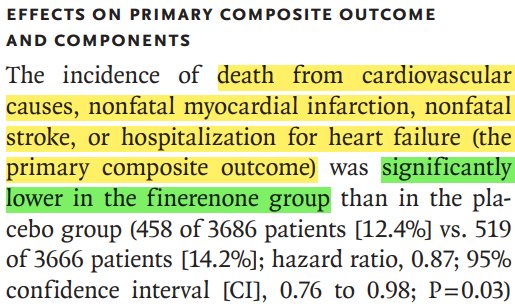 EFFECTS ON PRIMARY COMPOSITE OUTCOME
AND COMPONENTS
The incidence of death from cardiovascular
causes, nonfatal myocardial infarction, nonfatal
stroke, or hospitalization for heart failure (the
primary composite outcome) was significantly
lower in the finerenone group than in the pla-
cebo group (458 of 3686 patients [12.4%] vs. 519
of 3666 patients [14.2%]; hazard ratio, 0.87; 95%
confidence interval [CI], 0.76 to 0.98; P=0.03)